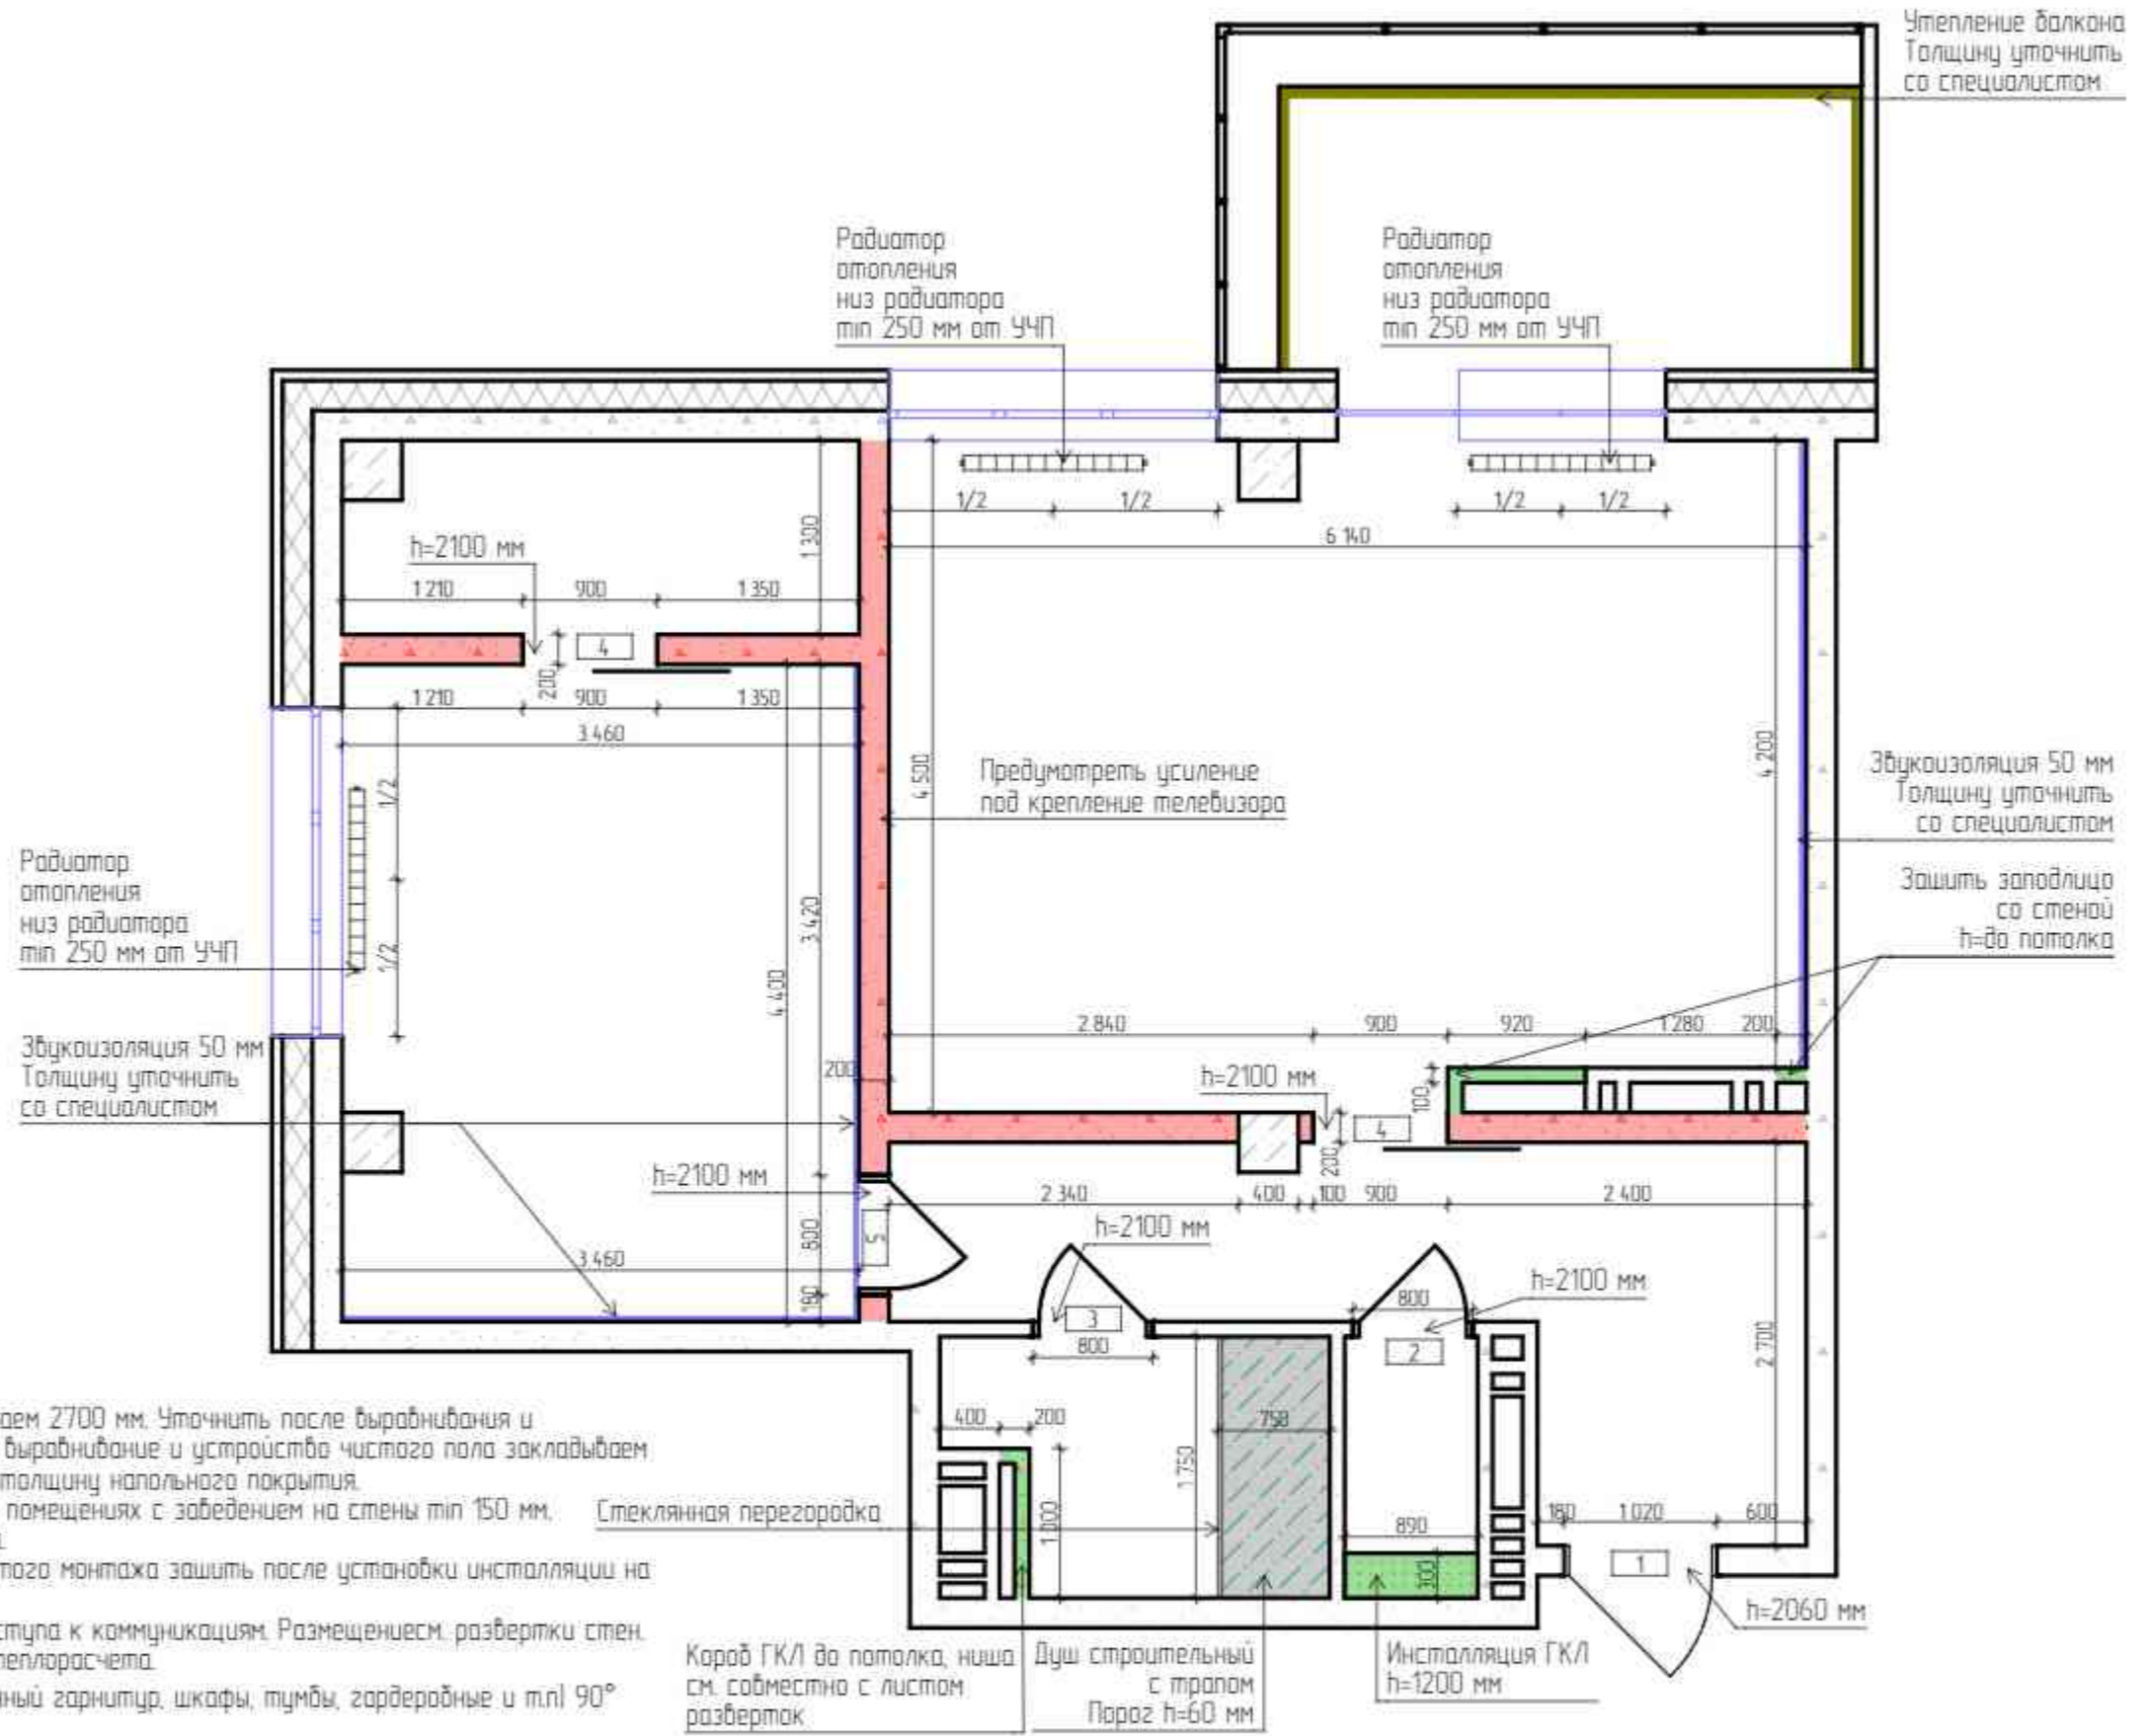 Утепление балкона
Толщину уточнить
со специалистом
Радиатор
отопления
низ радиатора
min 250 мм от УЧП
Радиатор
отопления
низ радиатора
min 250 мм от УЧП
1/2
1/2
1/2
1/2
6 140
h=2100 мм
1 300
1 210
900
1 350
4
200
1 210
900
1 350
3 460
4 500
4 200
Предумотреть усиление
под крепление телевизора
Звукоизоляция 50 мм
Толщину уточнить
со специалистом
Зашить заподлицо
со стеной
h=до потолка
1/2
1/2
Радиатор
отопления
низ радиатора
min 250 мм от УЧП
3 420
4 400
Звукоизоляция 50 мм
Толщину уточнить
со специалистом
2 840
900
920
1 280
200
200
h=2100 мм
100
4
200
h=2100 мм
2 340
400
100
900
2 400
5
800
180
3 460
h=2100 мм
h=2100 мм
3
800
800
2
2 700
400
200
1 750
758
1 000
890
300
180
1 020
600
1
h=2060 мм
аем 2700 мм. Уточнить после выравнивания и
выравнивание и устройство чистого пола закладываем
толщину напольного покрытия.
помещениях с заведением на стены min 150 мм.
того монтажа зашить после установки инсталляции на
ступа к коммуникациям. Размещениесм. развертки стен.
теплорасчета.
ный гарнитур, шкафы, тумбы, гардеробные и т.п) 90°
Стеклянная перегородка
Короб ГКЛ до потолка, ниша
см. совместно с листом
разверток
Душ строительный
с трапом
Порог h=60 мм
Инсталляция ГКЛ
h=1200 мм